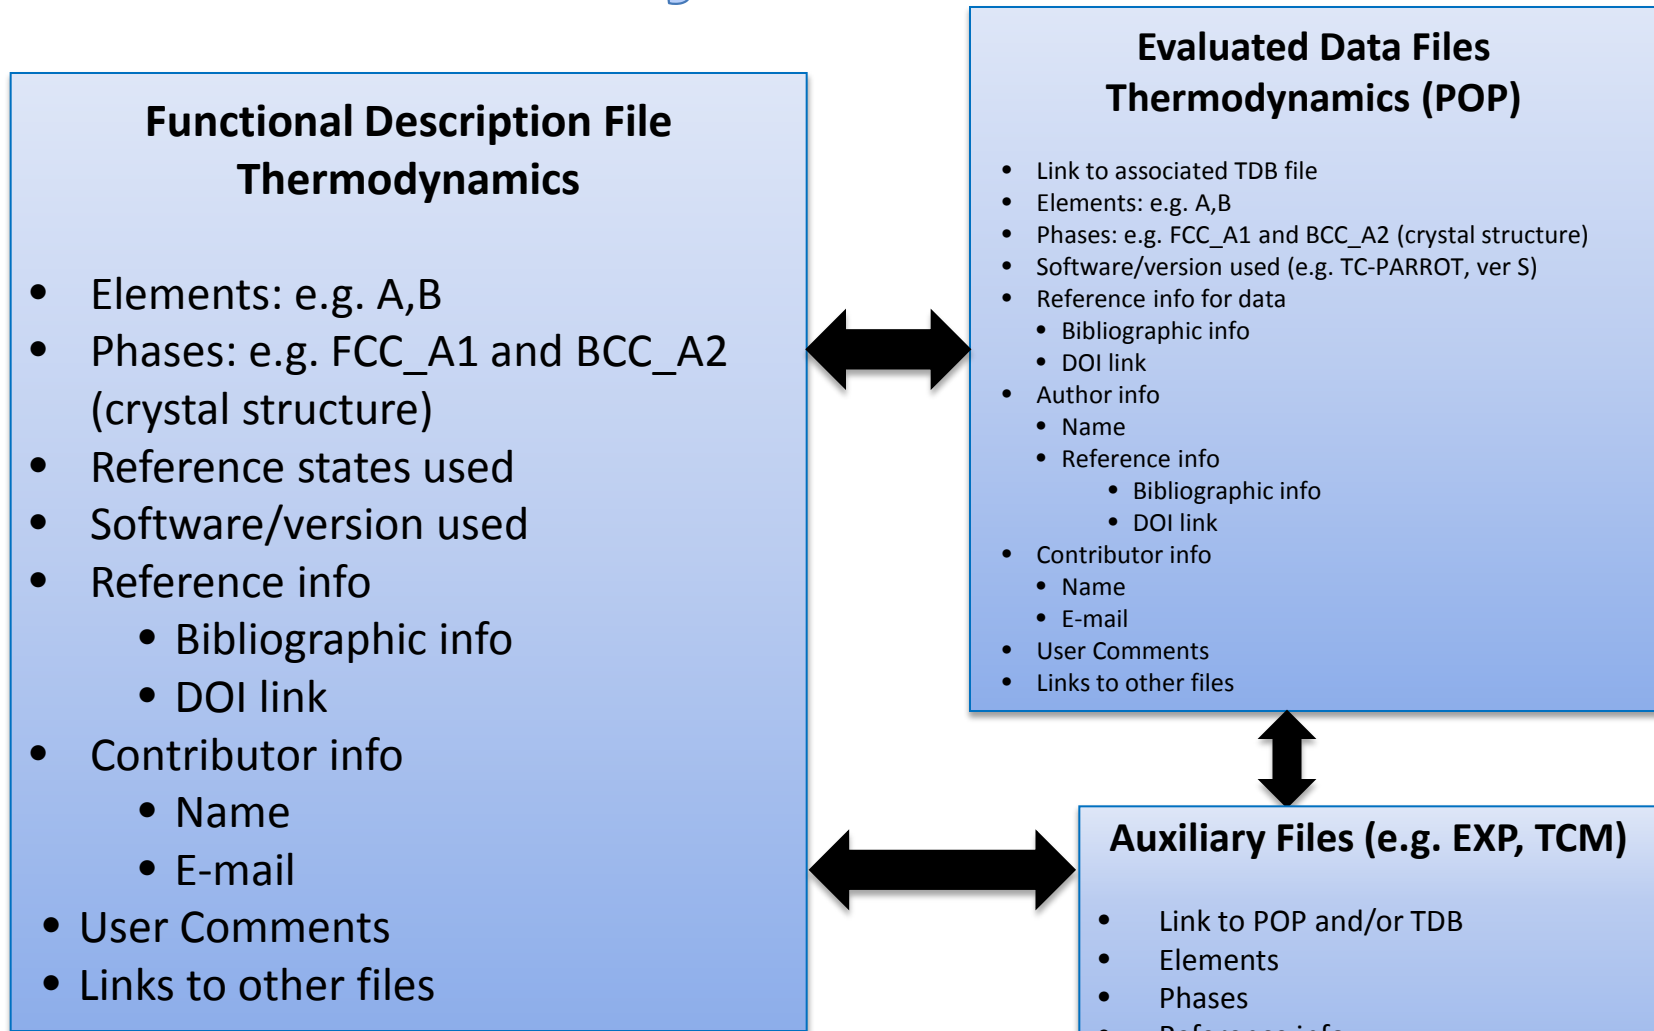 Functional Description File
Thermodynamics
• Elements: e.g. A,B
• Phases: e.g. FCC_A1 and BCC_A2
(crystal structure)
• Reference states used
• Software/version used
• Reference info
• Bibliographic info
• DOI link
• Contributor info
• Name
• E-mail
• User Comments
• Links to other files
Evaluated Data Files
Thermodynamics (POP)
• Link to associated TDB file
• Elements: e.g. A,B
• Phases: e.g. FCC_A1 and BCC_A2 (crystal structure)
• Software/version used (e.g. TC-PARROT, ver S)
• Reference info for data
• Bibliographic info
• DOI link
• Author info
• Name
• Reference info
• Bibliographic info
• DOI link
• Contributor info
• Name
• E-mail
• User Comments
• Links to other files
Auxiliary Files (e.g. EXP, TCM)
• Link to POP and/or TDB
• Elements
• Phases
• Reference info